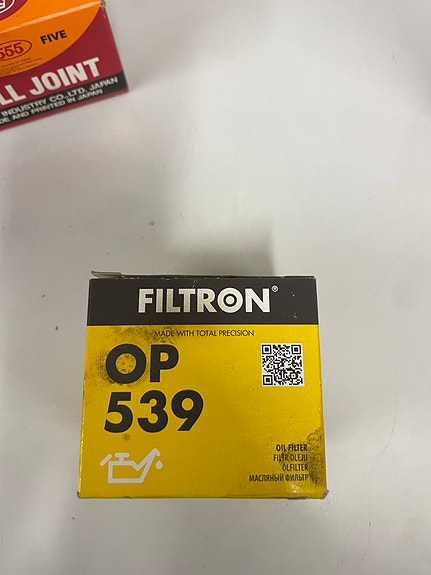 555
FIVE
LL JOINT
INDUSTRY CO.,LTD. JAPAN
DE AND PRINTED IN JAPAN
FILTRON®
MADE WITH TOTAL PRECISION
OP
539
OIL FILTER
FILTR OLEJU
ÖLFILTER
МАСЛЯНЫЙ ФИЛЬТР